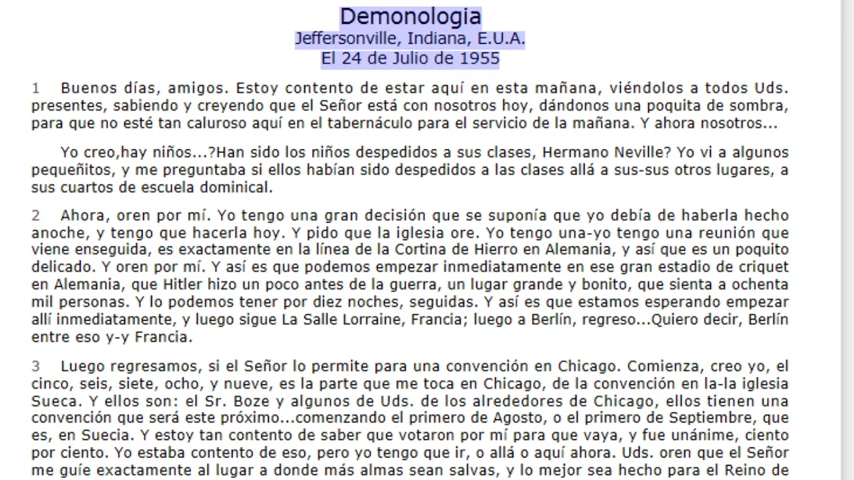 Demonologia
Jeffersonville, Indiana, E.U.A.
El 24 de Julio de 1955
1 Buenos días, amigos. Estoy contento de estar aquí en esta mañana, viéndolos a todos Uds.
presentes, sabiendo y creyendo que el Señor está con nosotros hoy, dándonos una poquita de sombra,
para que no esté tan caluroso aquí en el tabernáculo para el servicio de la mañana. Y ahora nosotros...
Yo creo,hay niños...?Han sido los niños despedidos a sus clases, Hermano Neville? Yo vi a algunos
pequeñitos, y me preguntaba si ellos habían sido despedidos a las clases allá a sus-sus otros lugares, a
sus cuartos de escuela dominical.
2 Ahora, oren por mí. Yo tengo una gran decisión que se suponía que yo debía de haberla hecho
anoche, y tengo que hacerla hoy. Y pido que la iglesia ore. Yo tengo una-yo tengo una reunión que
viene enseguida, es exactamente en la línea de la Cortina de Hierro en Alemania, y así que es un poquito
delicado. Y oren por mí. Y así es que podemos empezar inmediatamente en ese gran estadio de criquet
en Alemania, que Hitler hizo un poco antes de la guerra, un lugar grande y bonito, que sienta a ochenta
mil personas. Y lo podemos tener por diez noches, seguidas. Y así es que estamos esperando empezar
allí inmediatamente, y luego sigue La Salle Lorraine, Francia; luego a Berlín, regreso...Quiero decir, Berlín
entre eso y-y Francia.
3 Luego regresamos, si el Señor lo permite para una convención en Chicago. Comienza, creo yo, el
cinco, seis, siete, ocho, y nueve, es la parte que me toca en Chicago, de la convención en la-la iglesia
Sueca. Y ellos son: el Sr. Boze y algunos de Uds. de los alrededores de Chicago, ellos tienen una
convención que será este próximo...comenzando el primero de Agosto, o el primero de Septiembre, que
es, en Suecia. Y estoy tan contento de saber que votaron por mí para que vaya, y fue unánime, ciento
por ciento. Yo estaba contento de eso, pero yo tengo que ir, o allá o aquí ahora. Uds. oren que el Señor
me guíe exactamente al lugar a donde más almas sean salvas, y lo mejor sea hecho para el Reino de